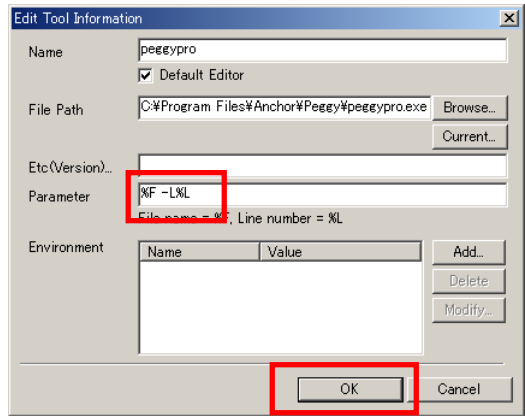 Edit Tool Information
Name
peggypro
Default Editor
File Path
C:¥Program Files¥Anchor¥Peggy¥peggypro.exe
Browse...
Current...
Etc(Version)...
Parameter
%F -L%L
File name = %F, Line number = %L
Environment
Name Value
Add...
Delete
Modify...
OK
Cancel